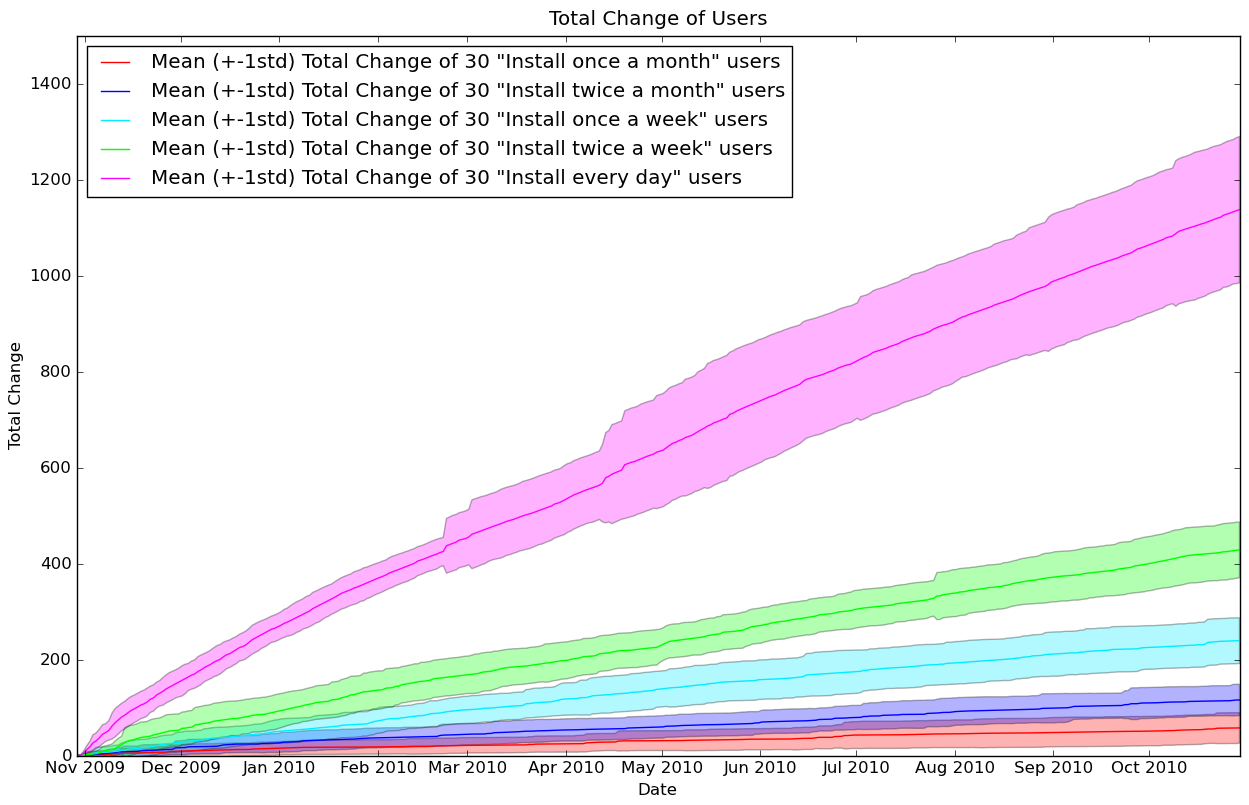 Total Change of Users
Mean (+-1std) Total Change of 30 "Install once a month" users
Mean (+-1std) Total Change of 30 "Install twice a month" users
Mean (+-1std) Total Change of 30 "Install once a week" users
Mean (+-1std) Total Change of 30 "Install twice a week" users
Mean (+-1std) Total Change of 30 "Install every day" users
1400
1200
1000
800
600
400
200
0
Total Change
Nov 2009 Dec 2009 Jan 2010 Feb 2010 Mar 2010 Apr 2010 May 2010 Jun 2010 Jul 2010 Aug 2010 Sep 2010 Oct 2010
Date